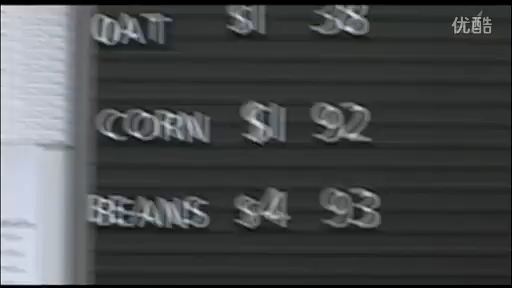 优酷
OAT $1 38
CORN $1 92
BEANS $4 93